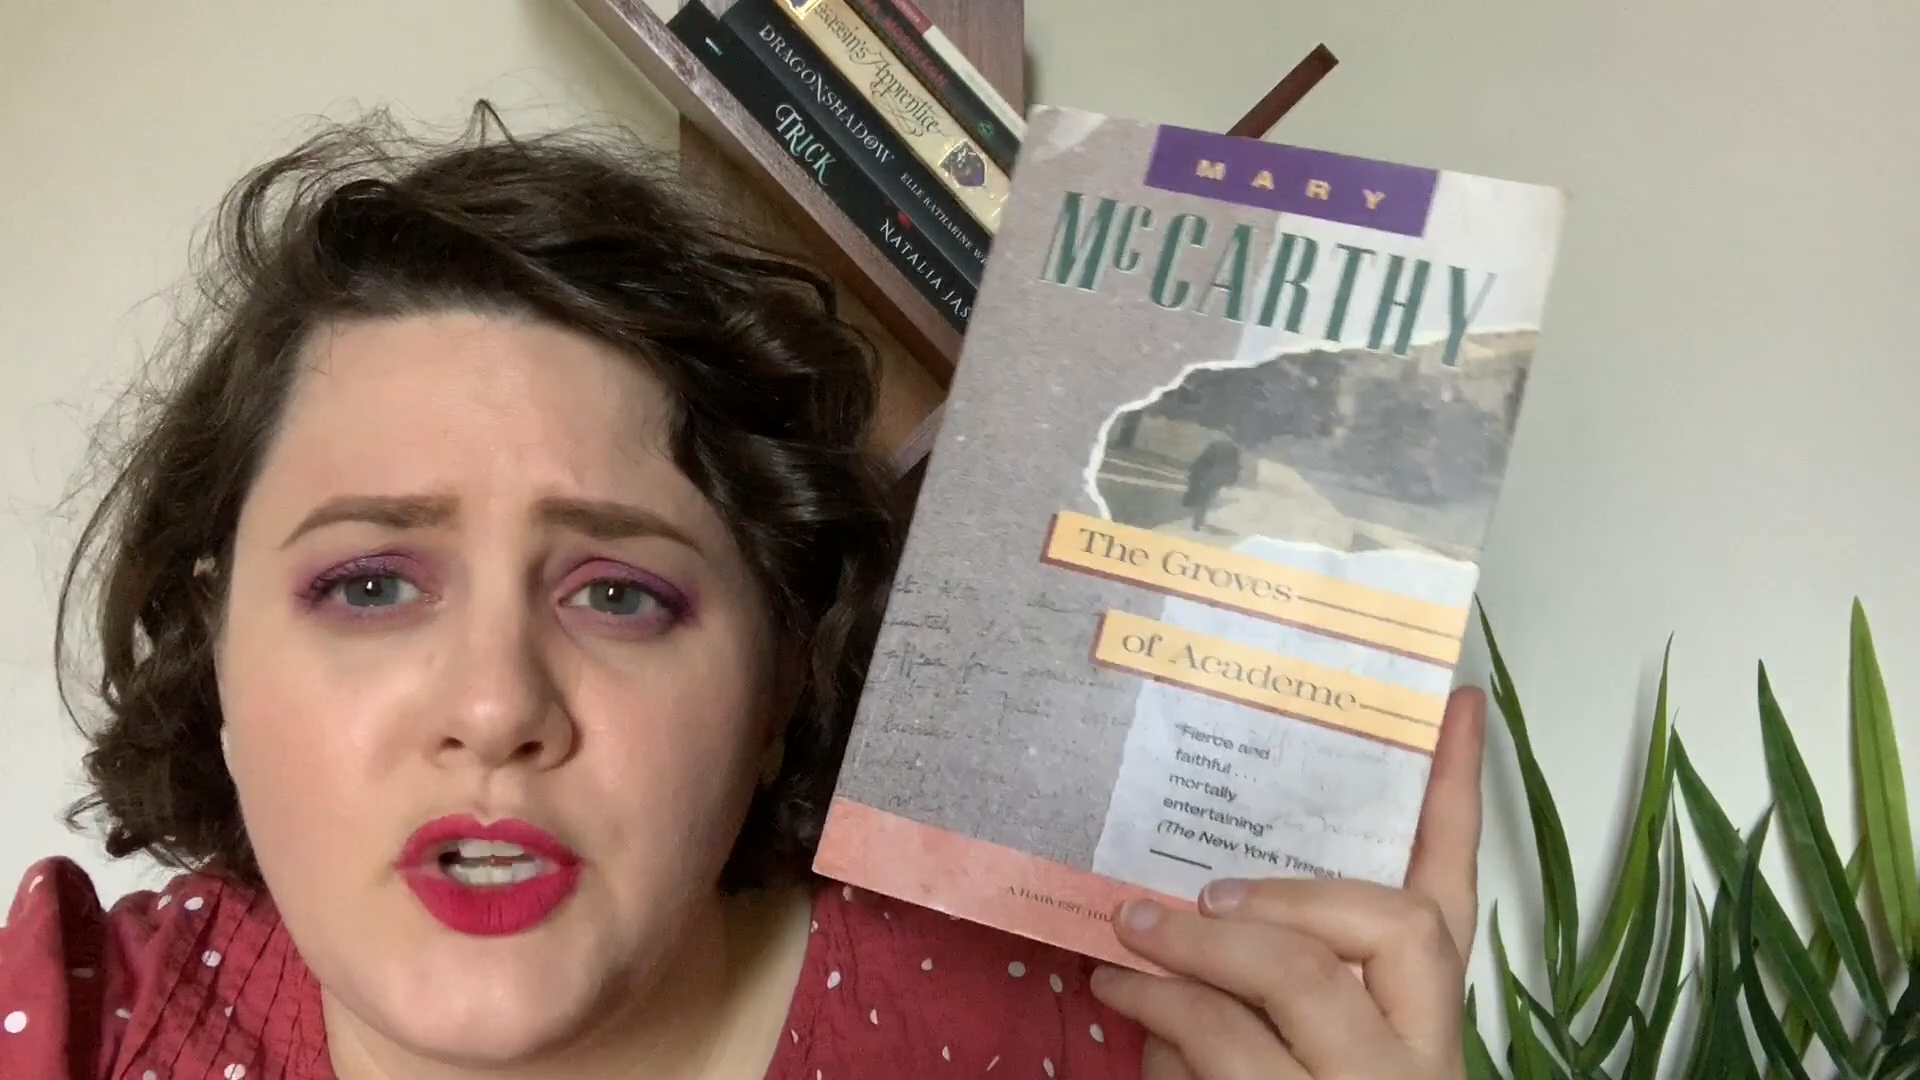 Assassin's Apprentice
DRAGONSHADOW
ELLE KATHARINE
TRICK
NATALIA
MARY
McCARTHY
The Groves
of Academe
"Fierce and
faithful . . .
mortally
entertaining"
(The New York Times)
A HARVEST